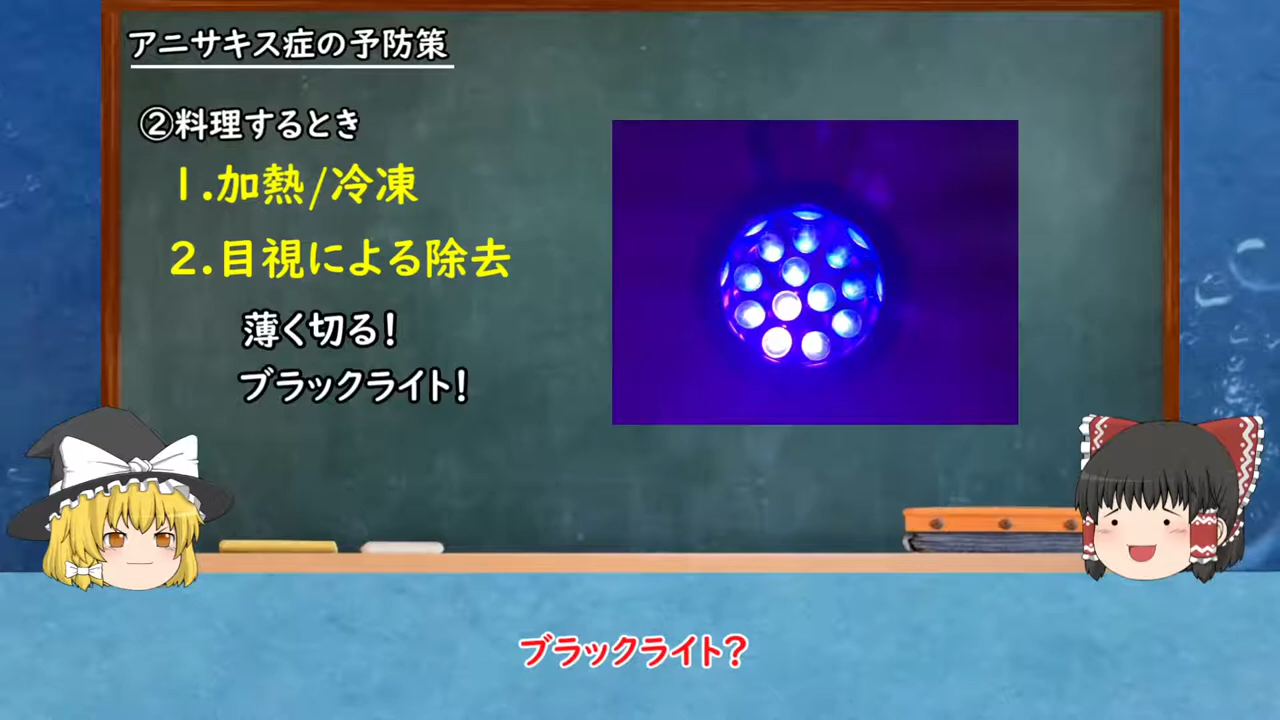 アニサキス症の予防策
②料理するとき
1.加熱/冷凍
2.目視による除去
薄く切る!
ブラックライト!
ブラックライト?